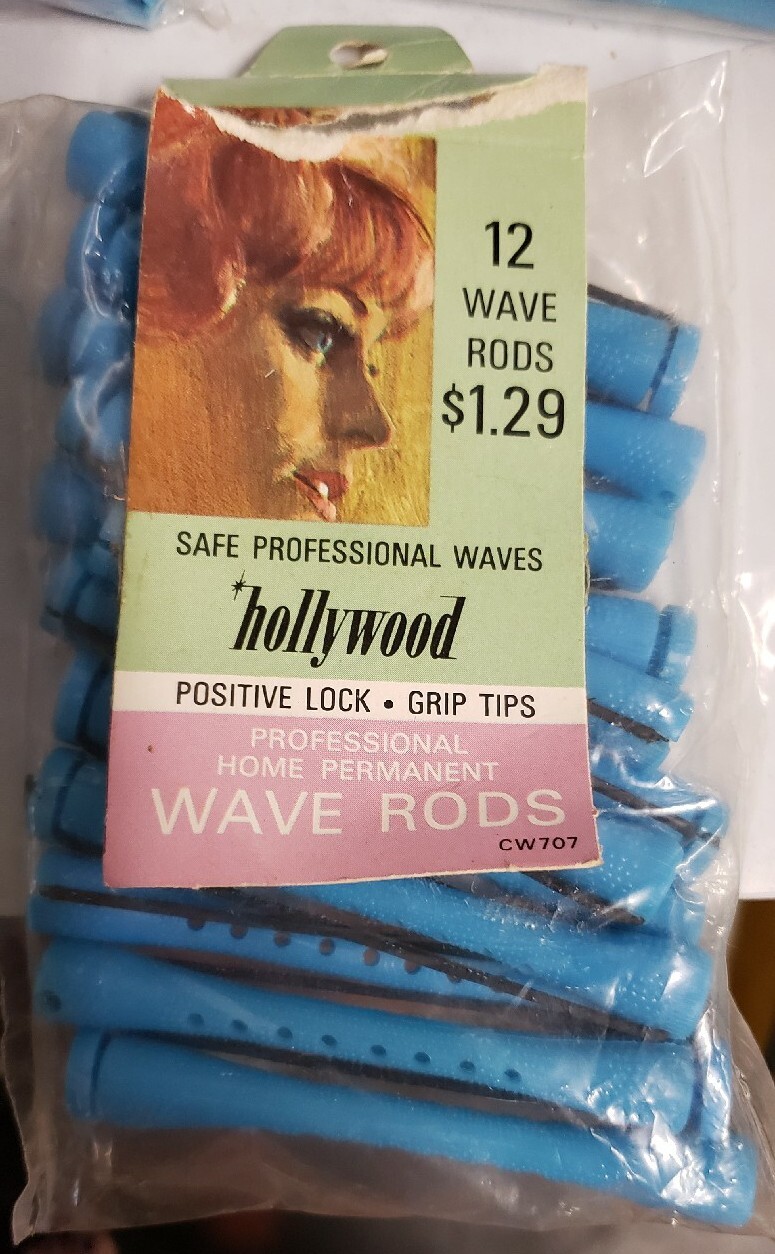 12
WAVE
RODS
$1.29
SAFE PROFESSIONAL WAVES
hollywood
POSITIVE LOCK • GRIP TIPS
PROFESSIONAL
HOME PERMANENT
WAVE RODS
CW707